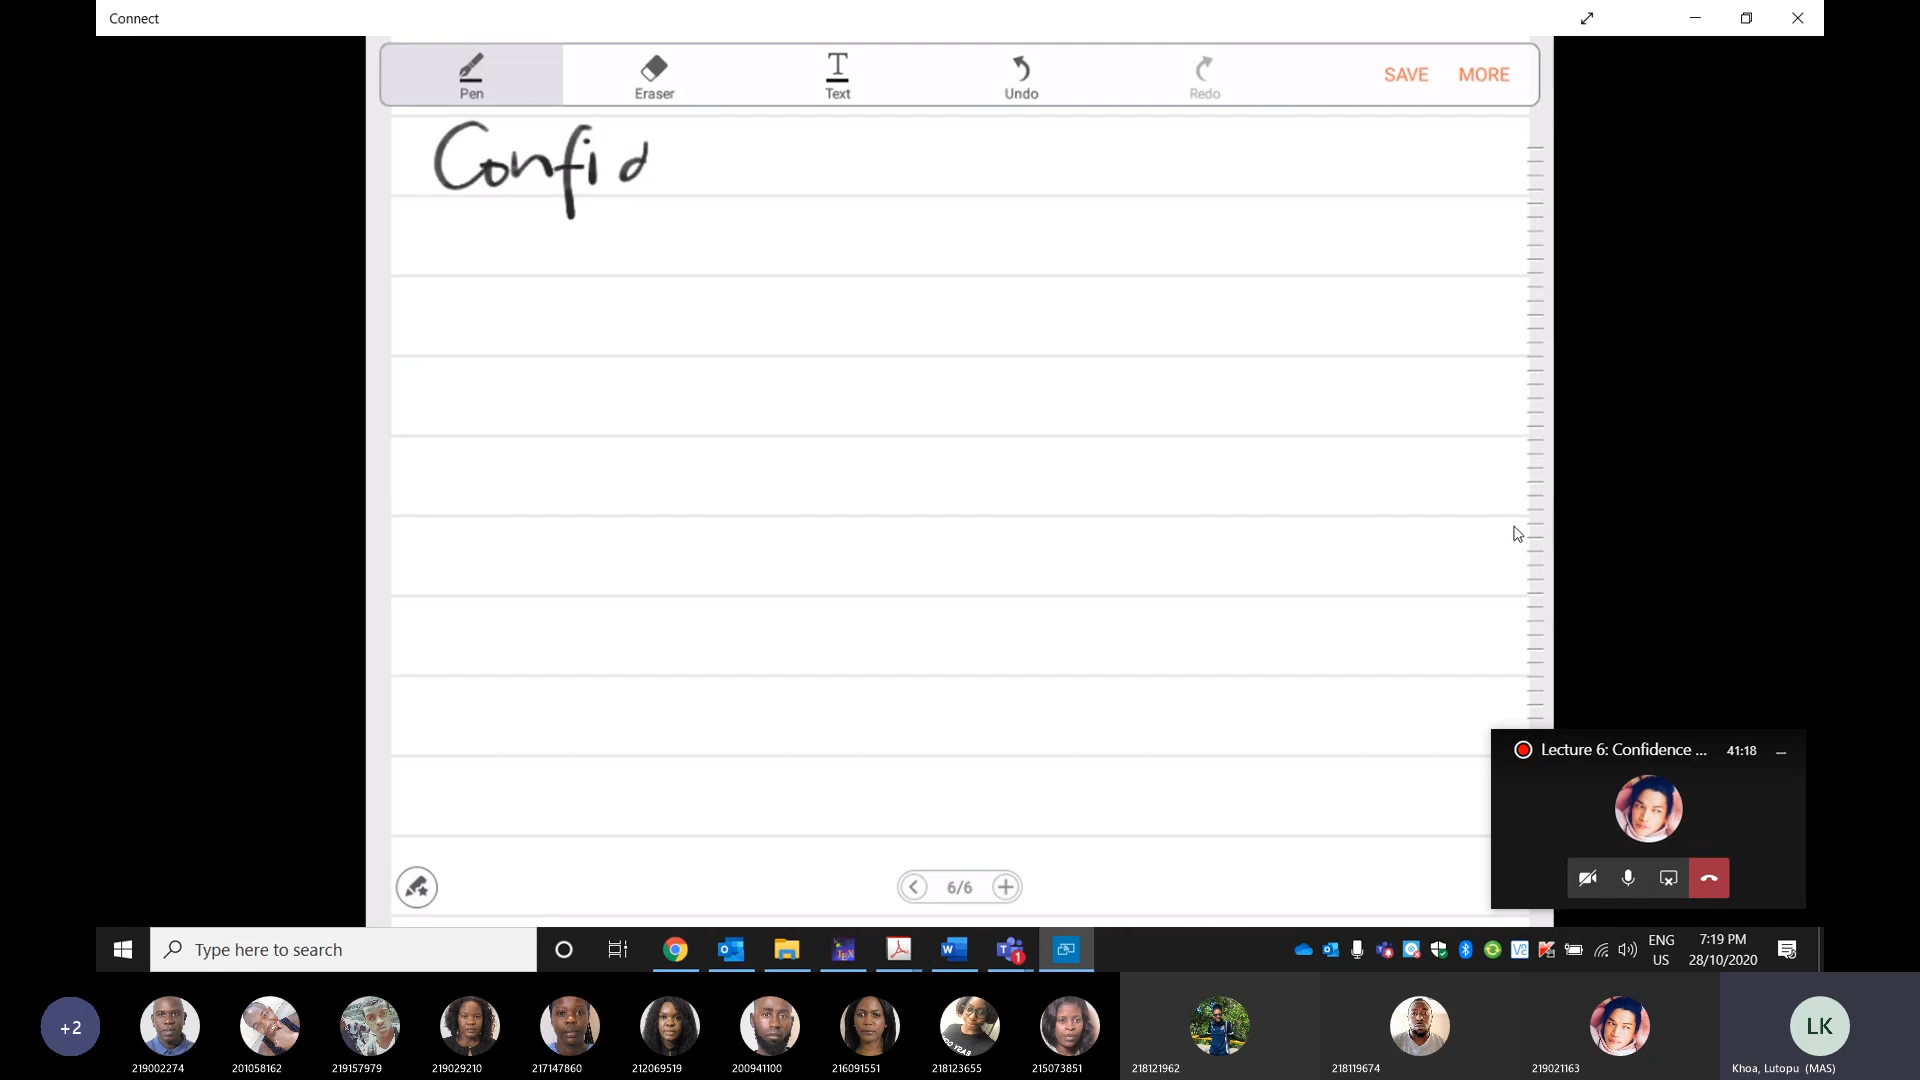 Connect
Pen
Eraser
Text
Undo
Redo
SAVE
MORE
Confid
Lecture 6: Confidence ...
41:18
6/6
Type here to search
ENG
US
7:19 PM
28/10/2020
+2
219002274
201058162
219157979
219029210
217147860
212069519
200941100
216091551
218123655
215073851
218121962
218119674
219021163
LK
Khoa, Lutopu (MAS)